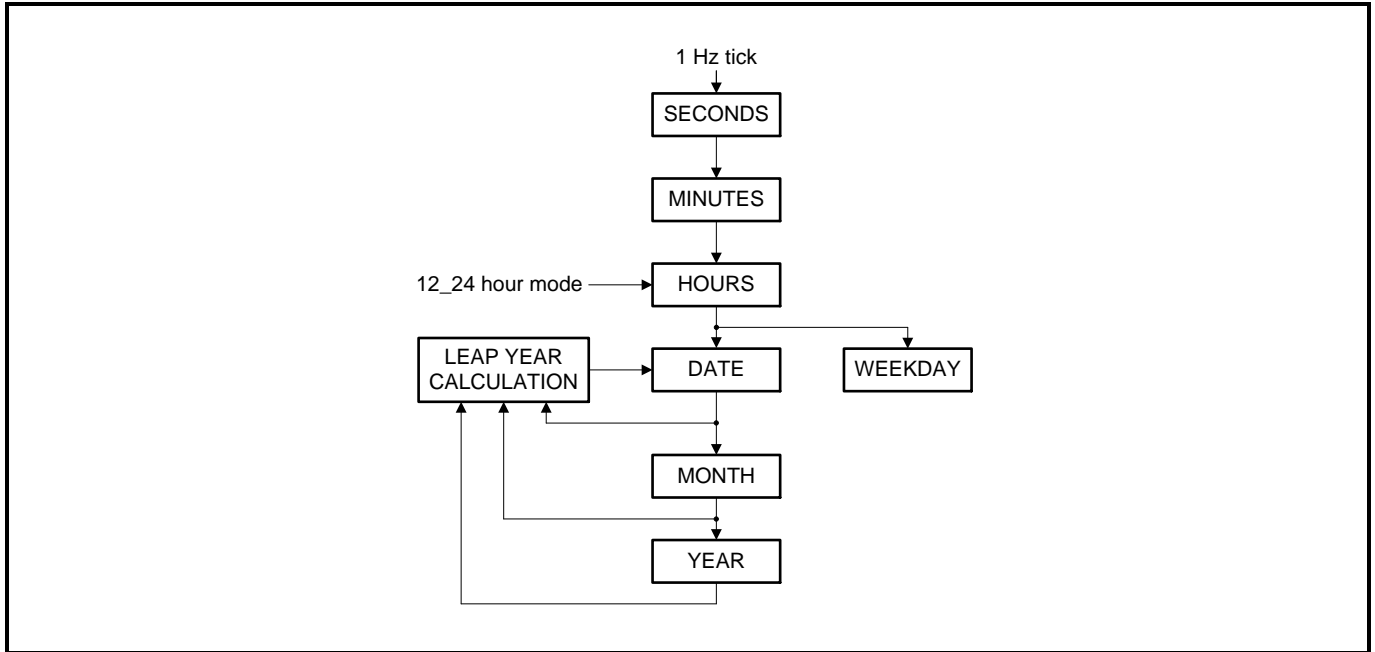 1 Hz tick
SECONDS
MINUTES
12_24 hour mode
HOURS
LEAP YEAR
CALCULATION
DATE
WEEKDAY
MONTH
YEAR